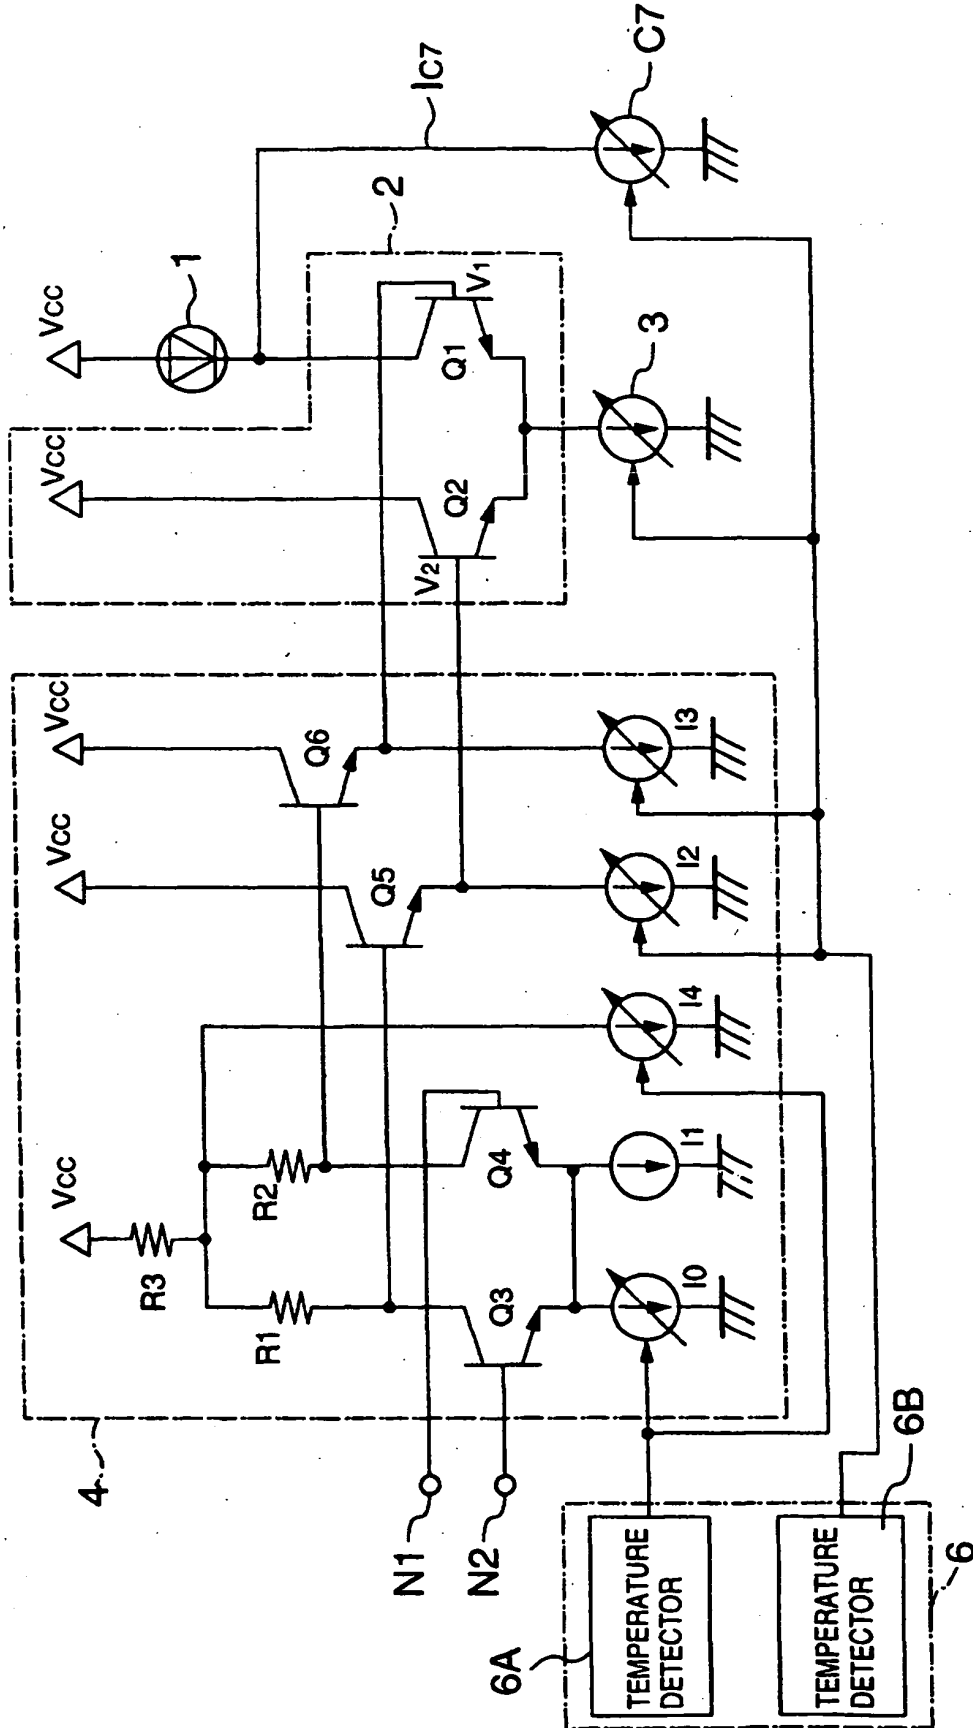 Vcc
1
IC7
C7
2
Vcc
V1
Q1
Q2
V2
3
Vcc
Q6
Vcc
Q5
I3
I2
I4
Vcc
R3
R2
R1
Q4
Q3
I1
I0
4
N1
N2
6A
TEMPERATURE
DETECTOR
TEMPERATURE
DETECTOR
6B
6